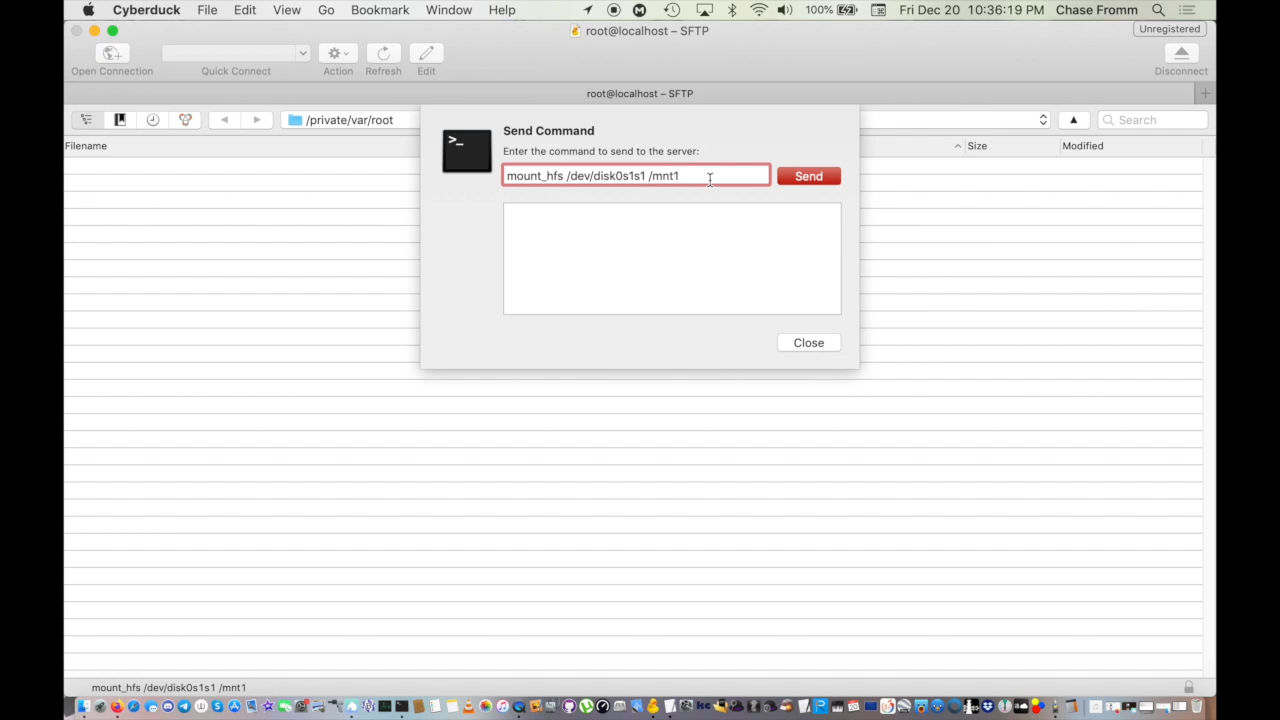 Cyberduck File Edit View Go Bookmark Window Help 100% Fri Dec 20 10:36:19 PM Chase Fromm
root@localhost – SFTP
Unregistered
Open Connection Quick Connect Action Refresh Edit Disconnect
root@localhost – SFTP
/private/var/root Search
Filename Size Modified
Send Command
Enter the command to send to the server:
mount_hfs /dev/disk0s1s1 /mnt1 Send
>_
Close
mount_hfs /dev/disk0s1s1 /mnt1